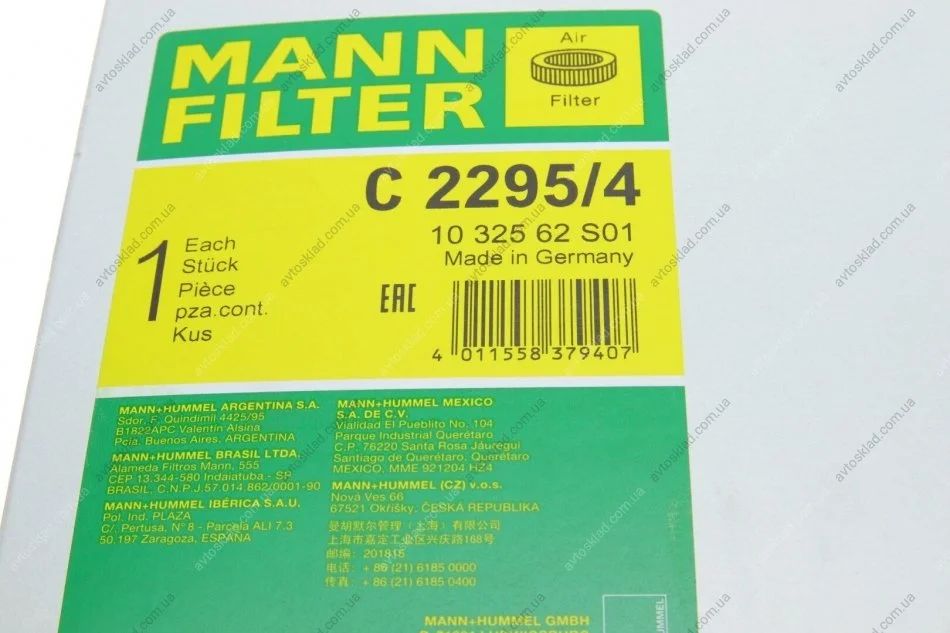 MANN
FILTER
Air
Filter
C 2295/4
10 325 62 S01
Made in Germany
1
Each
Stück
Pièce
pza.cont.
Kus
EAC
4 011558 379407
MANN+HUMMEL ARGENTINA S.A.
Sdor. F. Quindimil 4425/95
B1822APC Valentín Alsina
Pcia. Buenos Aires, ARGENTINA
MANN+HUMMEL BRASIL LTDA.
Alameda Filtros Mann, 555
CEP 13.344-580 Indaiatuba - SP
BRASIL, C.N.P.J.57.014.862/0001-90
MANN+HUMMEL IBÉRICA S.A.U.
Pol. Ind. PLAZA
C/. Pertusa, Nº 8 - Parcela ALI 7.3
50.197 Zaragoza, ESPAÑA
MANN+HUMMEL MEXICO
S.A. DE C.V.
Vialidad El Pueblito No. 104
Parque Industrial Querétaro
C.P. 76220 Santa Rosa Jáuregui
Santiago de Querétaro, Querétaro
MEXICO, MME 921204 HZ4
MANN+HUMMEL (CZ) v.o.s.
Nová Ves 66
67521 Okříšky, ČESKÁ REPUBLIKA
曼胡默尔管理（上海）有限公司
上海市嘉定工业区兴庆路168号
邮编：201815
电话：+ 86 (21) 6185 0000
传真：+ 86 (21) 6185 0400
MANN+HUMMEL GMBH
HUMMEL
avtosklad.com.ua